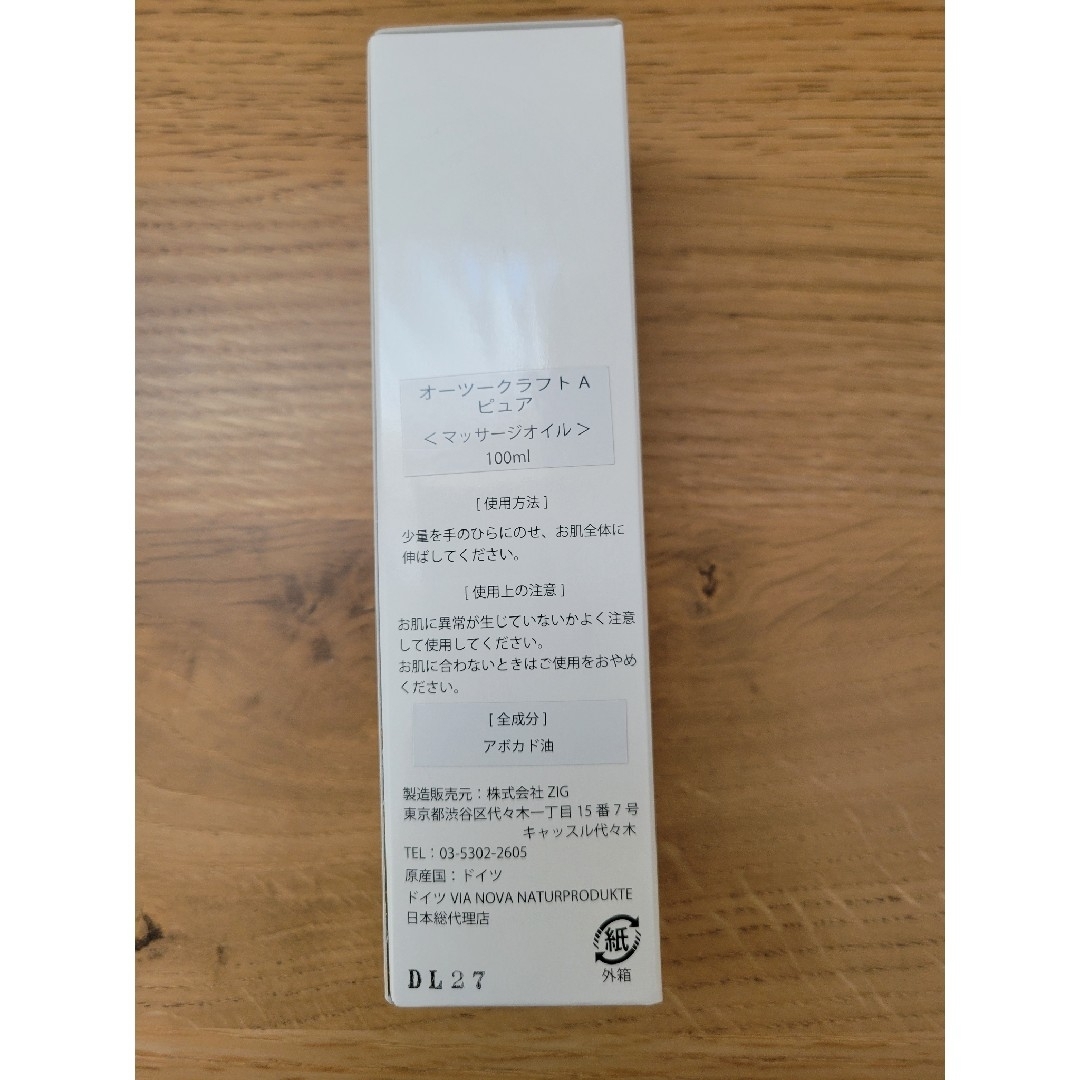 オーツークラフト A
ピュア
＜マッサージオイル＞
100ml
[ 使用方法 ]
少量を手のひらにのせ、お肌全体に
伸ばしてください。
[ 使用上の注意 ]
お肌に異常が生じていないかよく注意
して使用してください。
お肌に合わないときはご使用をおやめ
ください。
[ 全成分 ]
アボカド油
製造販売元：株式会社 ZIG
東京都渋谷区代々木一丁目 15 番 7 号
キャッスル代々木
TEL：03-5302-2605
原産国：ドイツ
ドイツ VIA NOVA NATURPRODUKTE
日本総代理店
紙
外箱
DL27